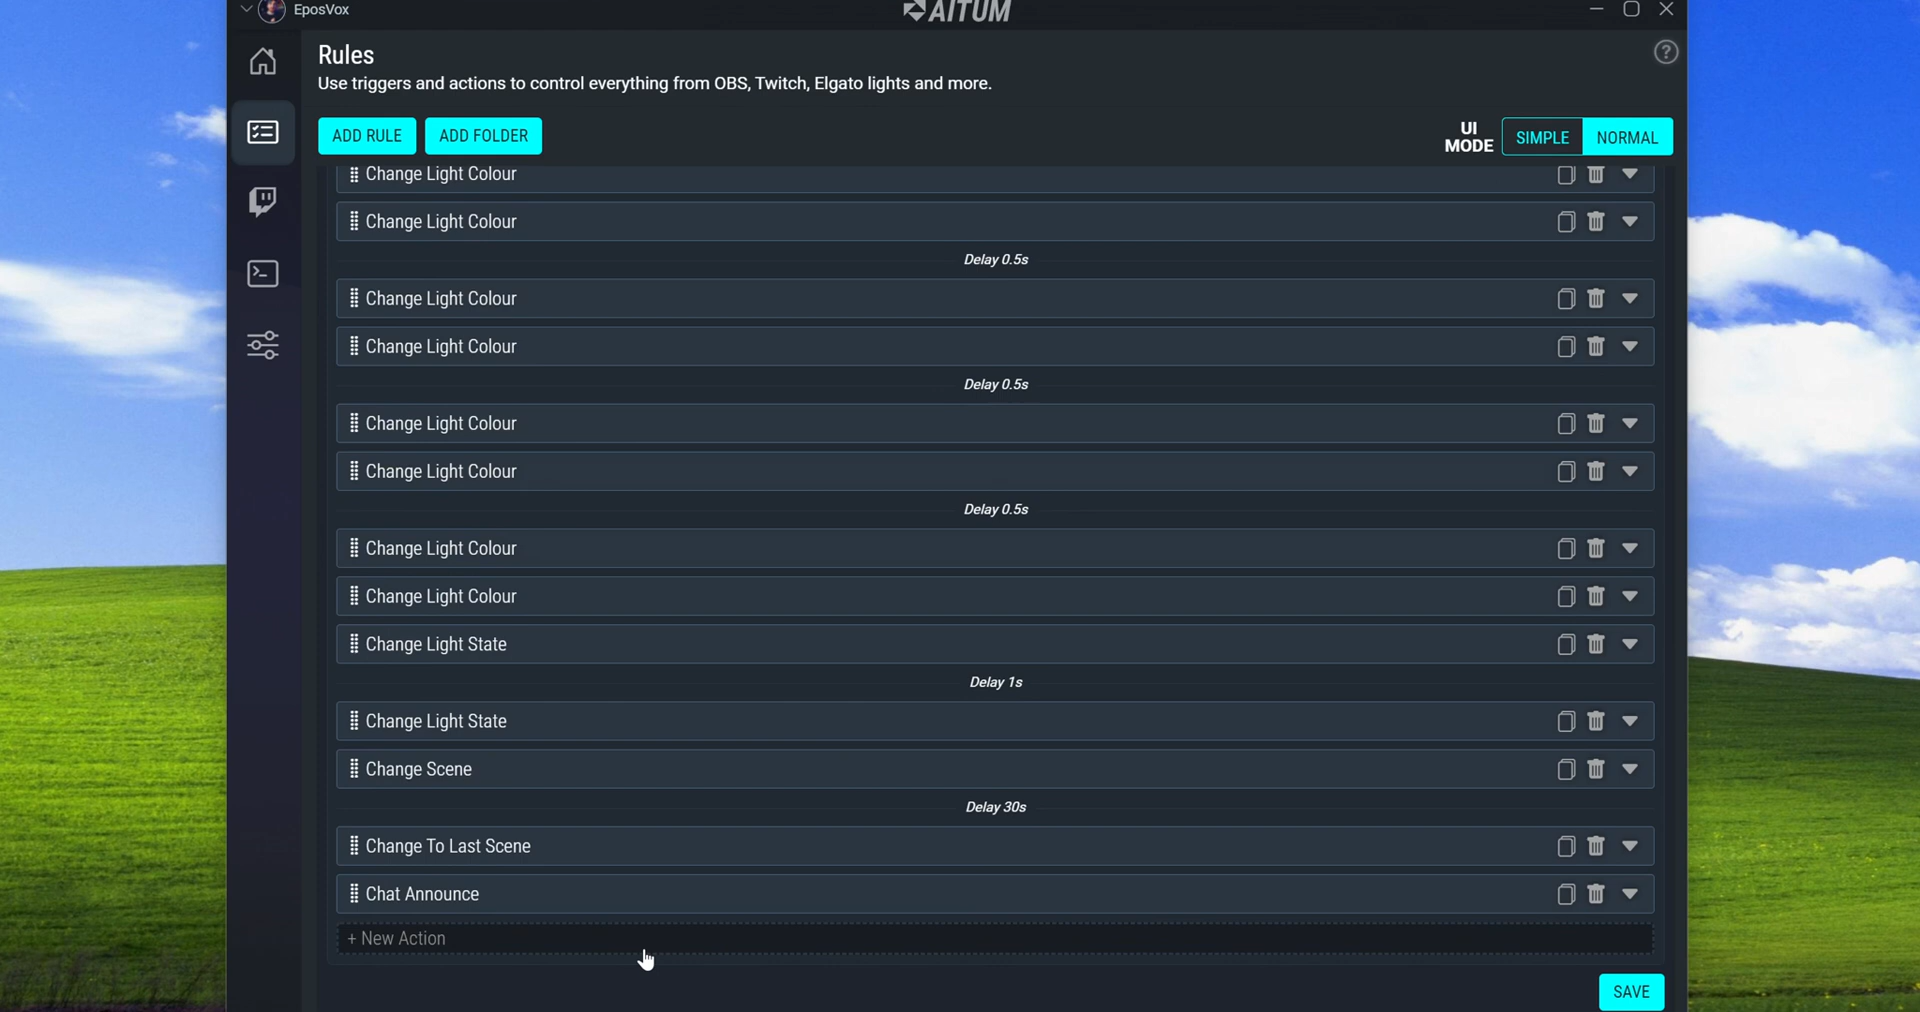 EposVox
AITUM
Rules
Use triggers and actions to control everything from OBS, Twitch, Elgato lights and more.
ADD RULE
ADD FOLDER
UI
MODE
SIMPLE
NORMAL
Change Light Colour
Change Light Colour
Delay 0.5s
Change Light Colour
Change Light Colour
Delay 0.5s
Change Light Colour
Change Light Colour
Delay 0.5s
Change Light Colour
Change Light Colour
Change Light State
Delay 1s
Change Light State
Change Scene
Delay 30s
Change To Last Scene
Chat Announce
+ New Action
SAVE